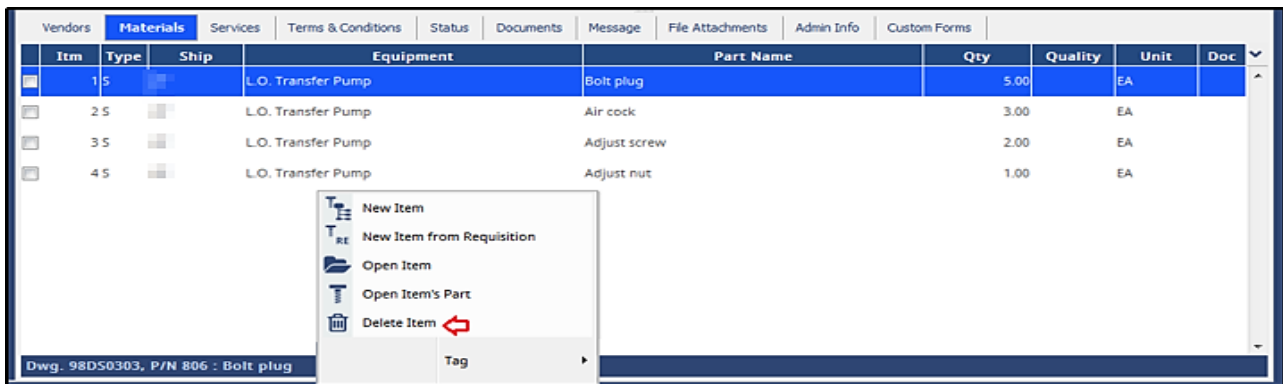 Vendors Materials Services Terms & Conditions Status Documents Message File Attachments Admin Info Custom Forms
Itm Type Ship Equipment Part Name Qty Quality Unit Doc
1 S L.O. Transfer Pump Bolt plug 5.00 EA
2 S L.O. Transfer Pump Air cock 3.00 EA
3 S L.O. Transfer Pump Adjust screw 2.00 EA
4 S L.O. Transfer Pump Adjust nut 1.00 EA
New Item
RE New Item from Requisition
Open Item
Open Item's Part
Delete Item
Tag
Dwg. 98DS0303, P/N 806 : Bolt plug